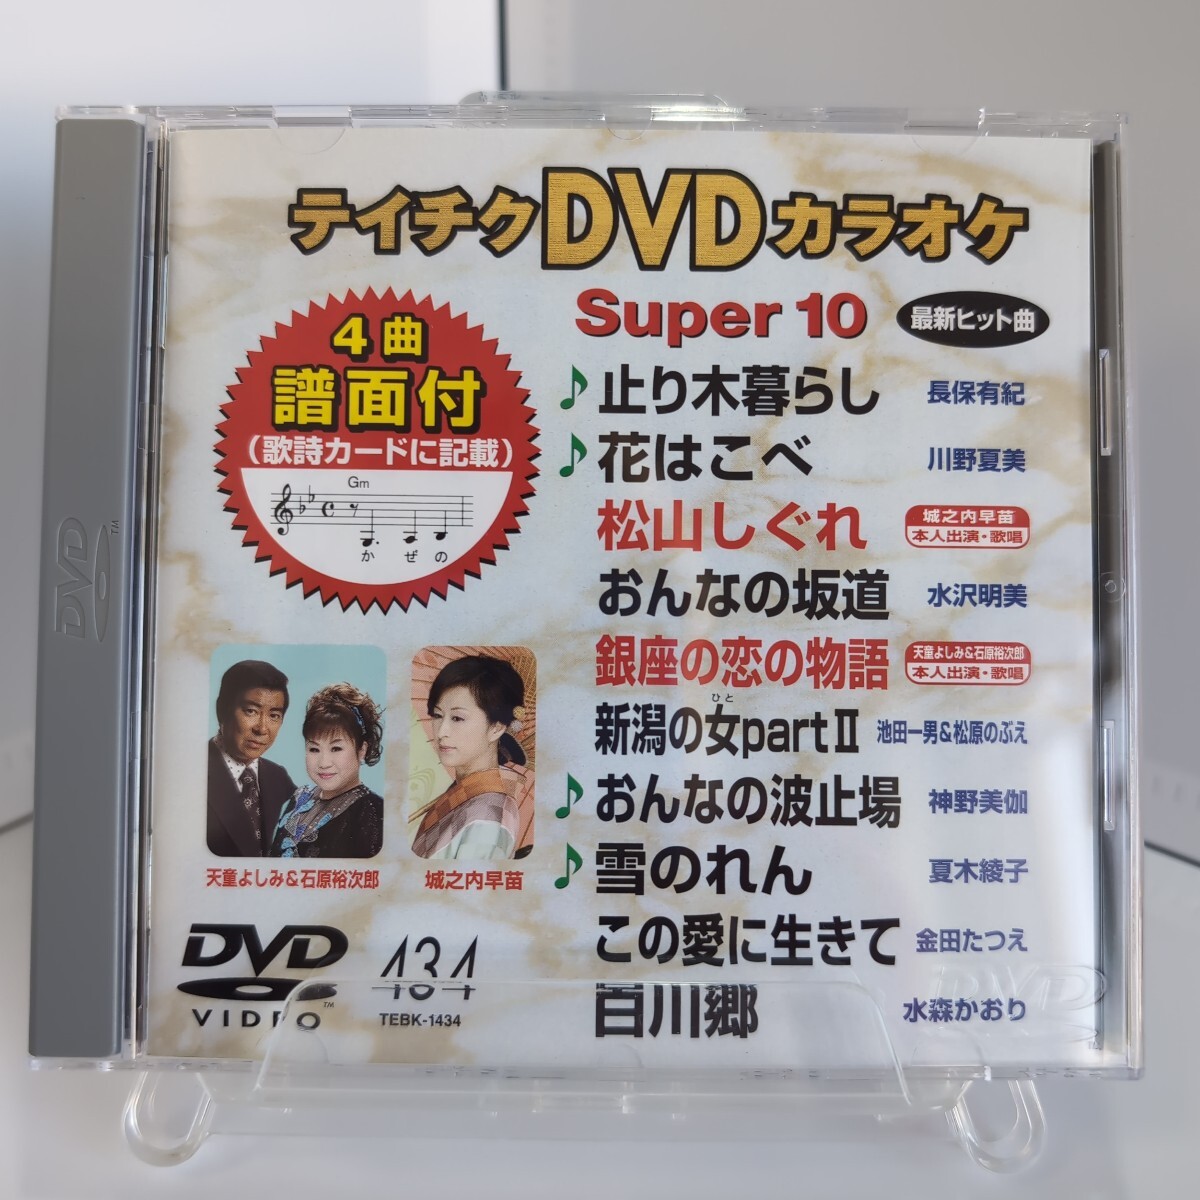 テイチクDVDカラオケ
Super 10 最新ヒット曲
4曲
譜面付
(歌詩カードに記載)
Gm
か ぜ の
♪止り木暮らし 長保有紀
♪花はこべ 川野夏美
松山しぐれ 城之内早苗 本人出演・歌唱
おんなの坂道 水沢明美
銀座の恋の物語 天童よしみ&石原裕次郎 本人出演・歌唱
ひと
新潟の女partⅡ 池田一男&松原のぶえ
♪おんなの波止場 神野美伽
♪雪のれん 夏木綾子
この愛に生きて 金田たつえ
白川郷 水森かおり
天童よしみ&石原裕次郎
城之内早苗
DVD
VIDEO
TM
434
TEBK-1434
DVD
TM
DVD